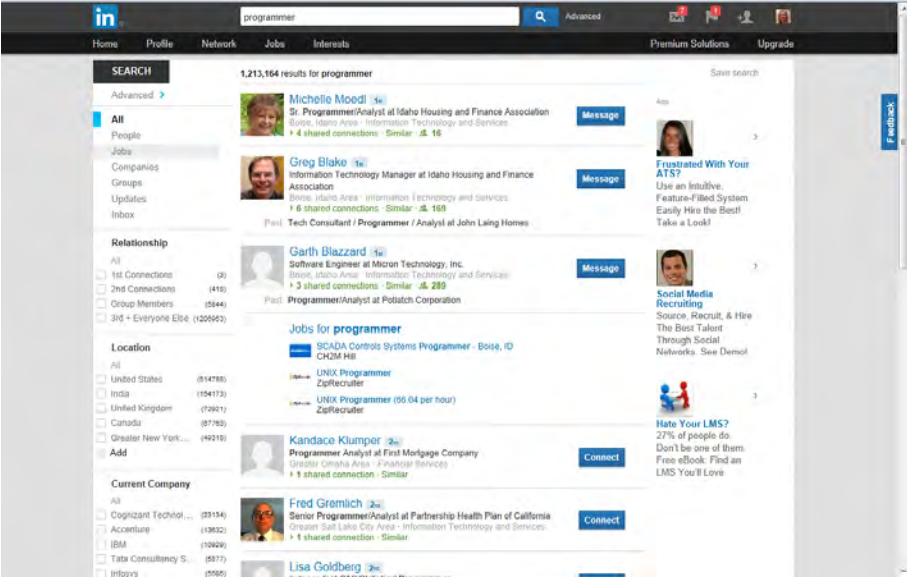 in
programmer
Advanced
7
1
Home Profile Network Jobs Interests
Premium Solutions Upgrade
SEARCH
Advanced >
All
People
Jobs
Companies
Groups
Updates
Inbox
Relationship
All
1st Connections (3)
2nd Connections (418)
Group Members (5844)
3rd + Everyone Else
Location
All
United States
India (154173)
United Kingdom
Canada
Greater New York...
Add
Current Company
All
Cognizant Technol...
Accenture (13632)
IBM
Tata Consultancy S...
Infosys
1,213,164 results for programmer
Save search
Michelle Moedl 1st
Sr. Programmer/Analyst at Idaho Housing and Finance Association
Boise, Idaho Area · Information Technology and Services
4 shared connections · Similar · 16
Message
Greg Blake 1st
Information Technology Manager at Idaho Housing and Finance
Association
Boise, Idaho Area · Information Technology and Services
6 shared connections · Similar · 169
Past Tech Consultant / Programmer / Analyst at John Laing Homes
Message
Garth Blazzard 1st
Software Engineer at Micron Technology, Inc.
Boise, Idaho Area · Information Technology and Services
3 shared connections · Similar · 289
Past Programmer/Analyst at Potlatch Corporation
Message
Jobs for programmer
SCADA Controls Systems Programmer - Boise, ID
CH2M Hill
UNIX Programmer
ZipRecruiter
UNIX Programmer (66.04 per hour)
ZipRecruiter
Kandace Klumper 2nd
Programmer Analyst at First Mortgage Company
Greater Omaha Area · Financial Services
1 shared connection · Similar
Connect
Fred Gremlich 2nd
Senior Programmer/Analyst at Partnership Health Plan of California
Greater Salt Lake City Area · Information Technology and Services
1 shared connection · Similar
Connect
Lisa Goldberg 2nd
Ads
Frustrated With Your
ATS?
Use an Intuitive,
Feature-Filled System
Easily Hire the Best!
Take a Look!
Social Media
Recruiting
Source, Recruit, & Hire
The Best Talent
Through Social
Networks. See Demo!
Hate Your LMS?
27% of people do.
Don't be one of them.
Free eBook: Find an
LMS You'll Love
Feedback